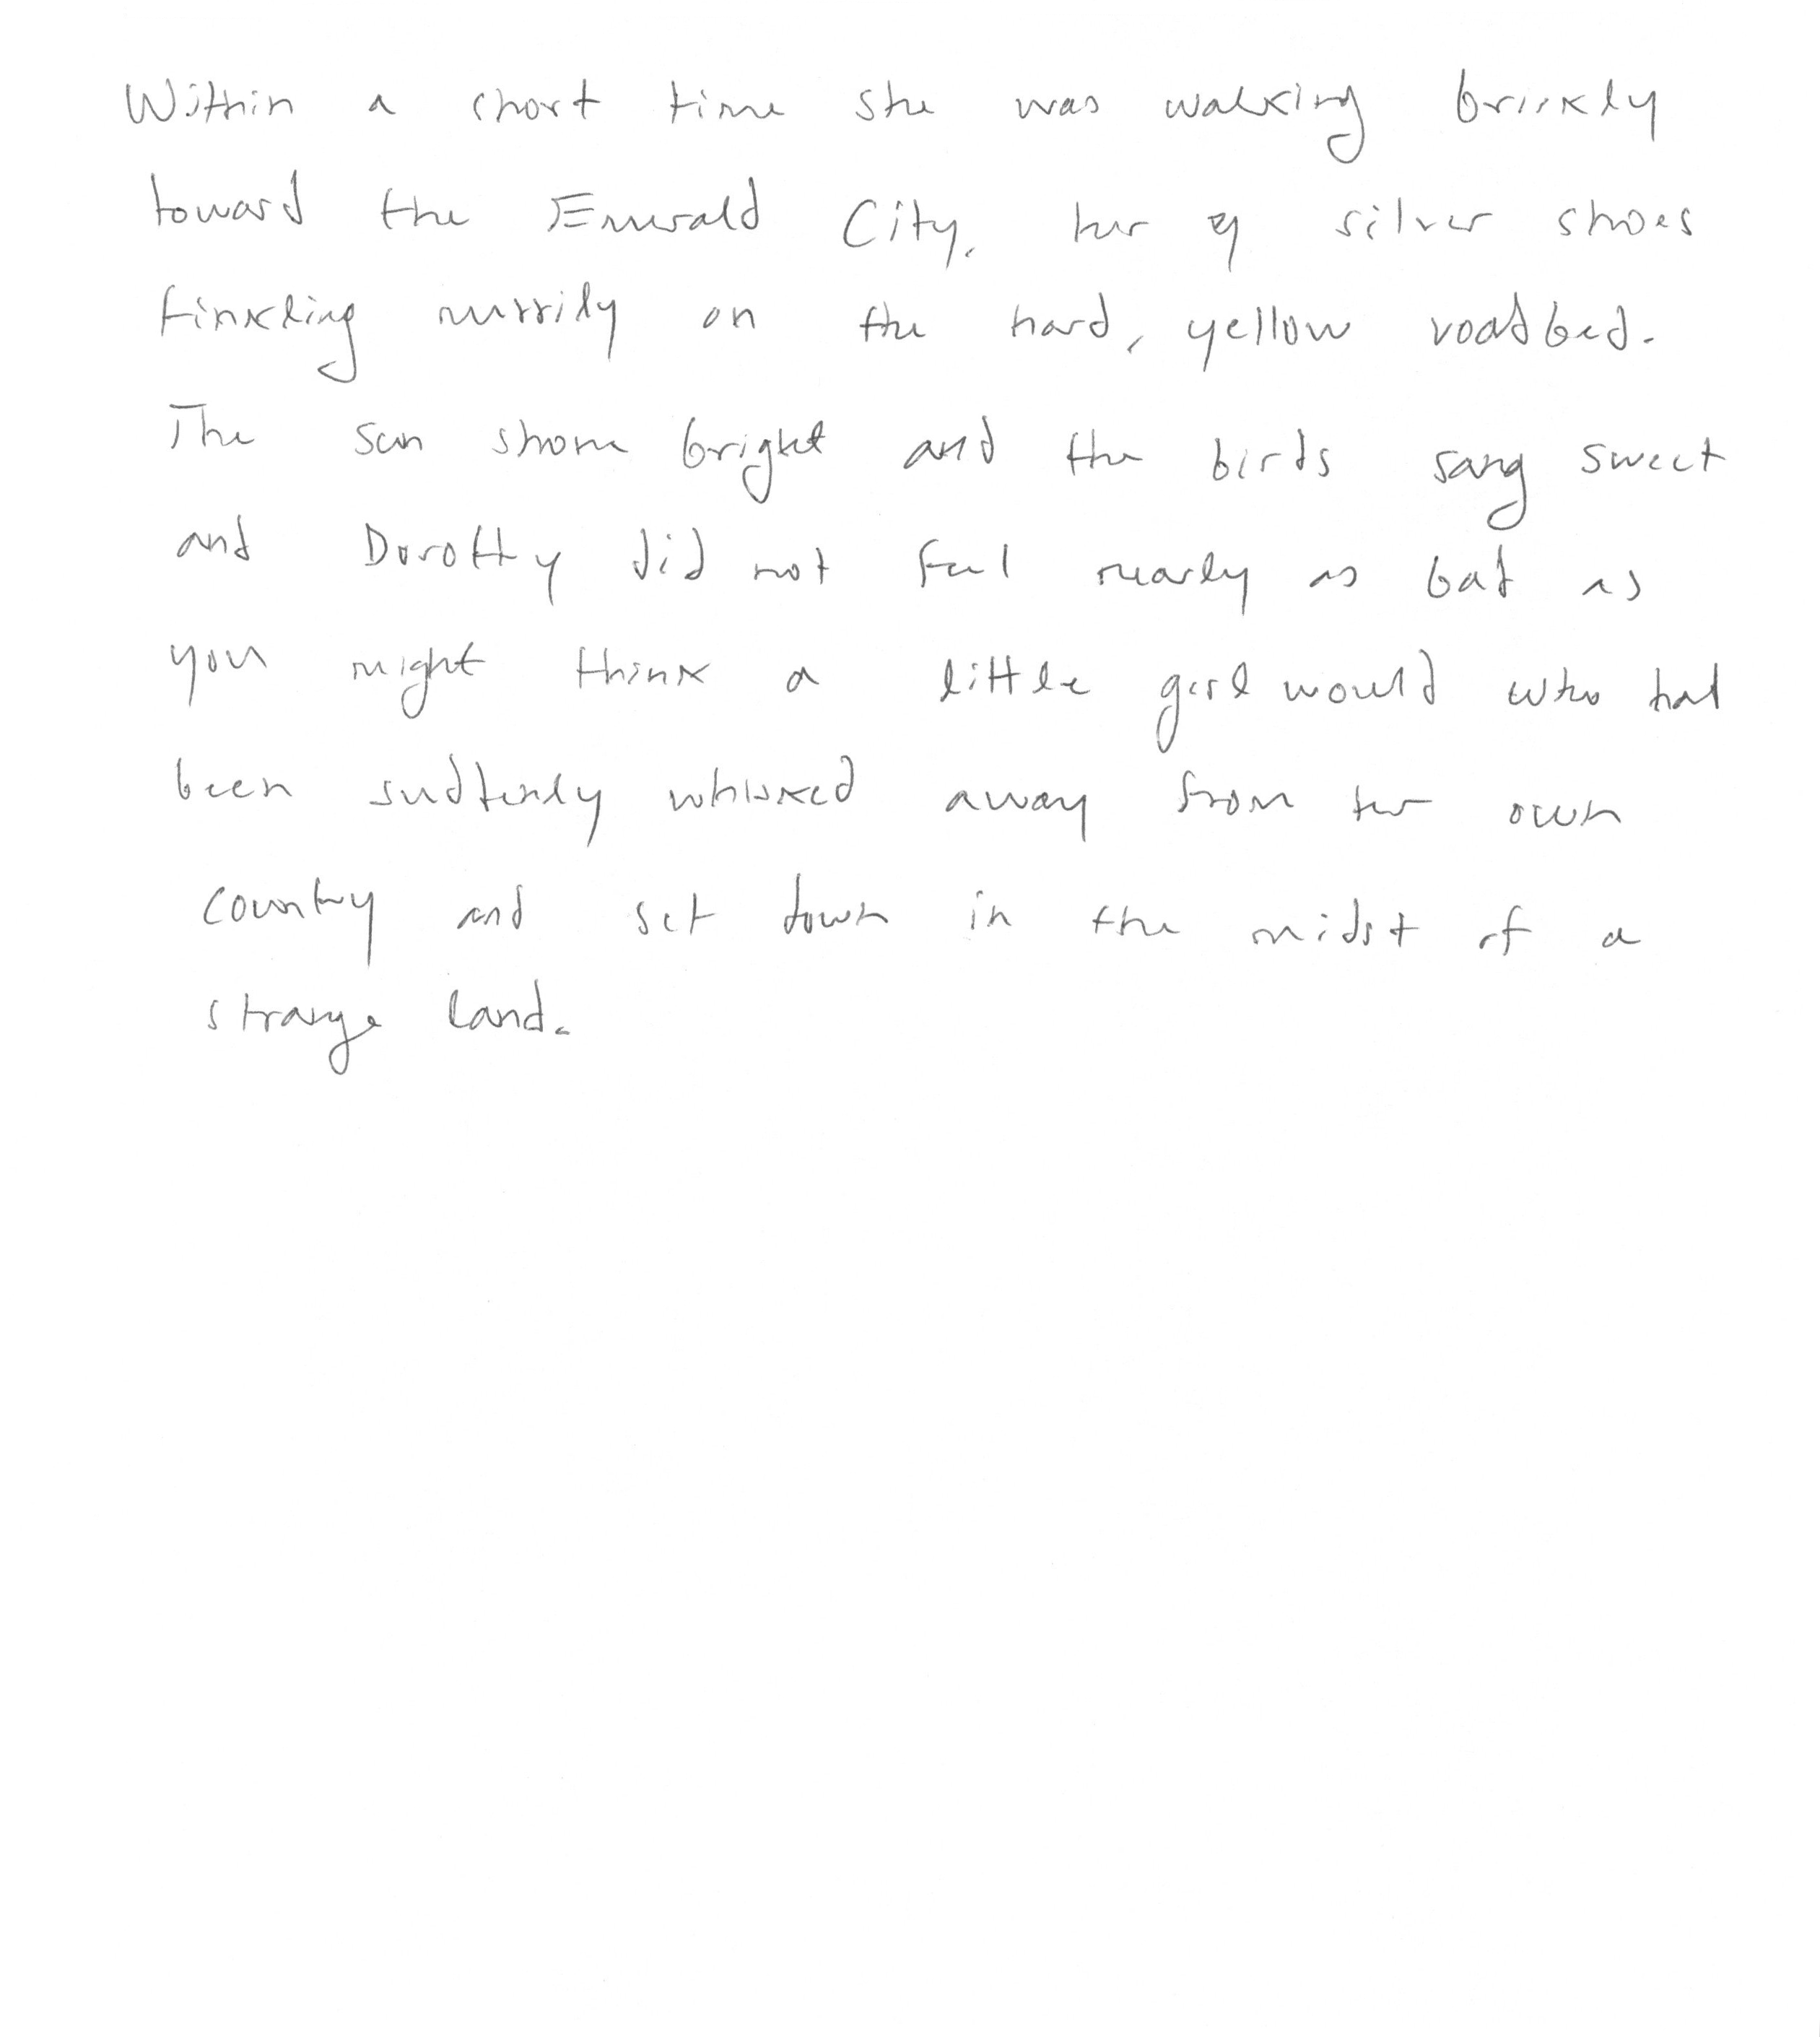 Within a short time she was walking briskly
toward the Emerald City, her silver shoes
tinkling merrily on the hard, yellow roadbed.
The sun shone bright and the birds sang sweet
and Dorothy did not feel nearly as bad as
you might think a little girl would who had
been suddenly whisked away from her own
country and set down in the midst of a
strange land.